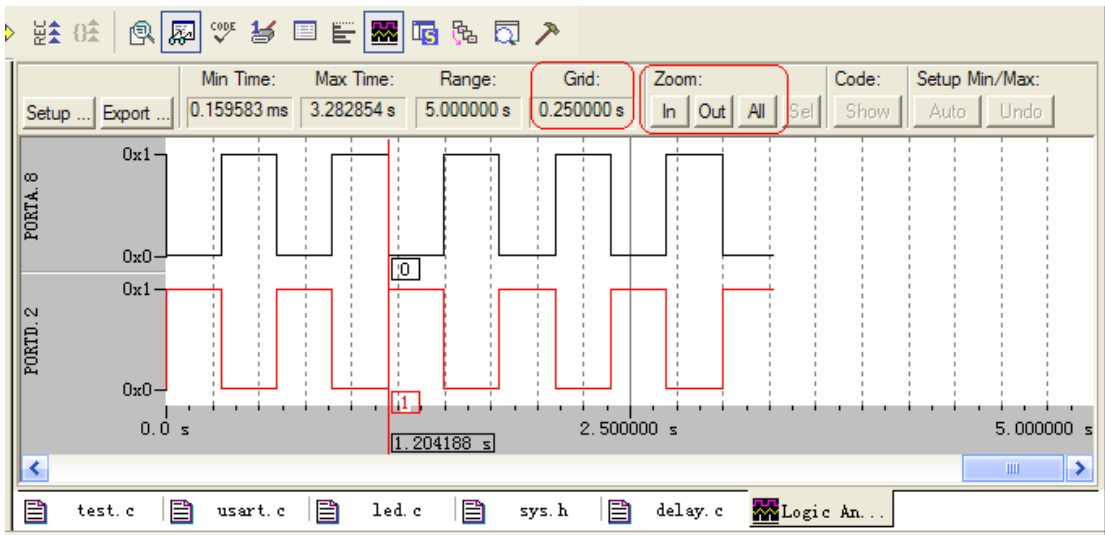 REC
{}
CODE
Min Time: Max Time: Range: Grid: Zoom: Code: Setup Min/Max:
Setup ... Export ... 0.159583 ms 3.282854 s 5.000000 s 0.250000 s In Out All Sel Show Auto Undo
0x1
PORTA.8
0x0
0
0x1
PORTD.2
0x0
1
0.0 s 2.500000 s 5.000000 s
1.204188 s
test.c usart.c led.c sys.h delay.c Logic An...